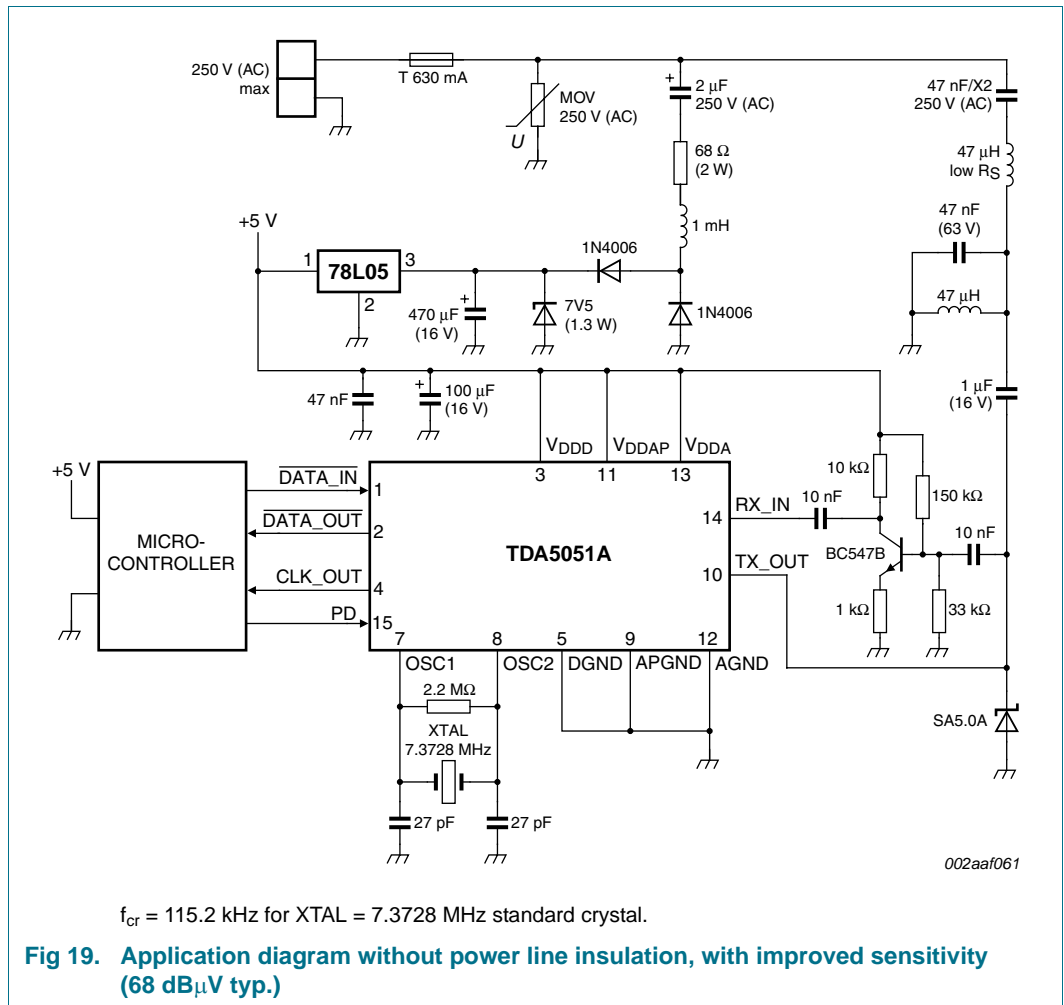 250 V (AC)
max
T 630 mA
MOV
250 V (AC)
U
+
2 μF
250 V (AC)
68 Ω
(2 W)
1 mH
47 nF/X2
250 V (AC)
47 μH
low RS
47 nF
(63 V)
47 μH
1 μF
(16 V)
+5 V
1
78L05
3
2
+
470 μF
(16 V)
7V5
(1.3 W)
1N4006
1N4006
47 nF
+
100 μF
(16 V)
VDDD
VDDAP
VDDA
3
11
13
+5 V
MICRO-
CONTROLLER
DATA_IN
1
DATA_OUT
2
CLK_OUT
4
PD
15
TDA5051A
14
RX_IN
10
TX_OUT
10 nF
10 kΩ
150 kΩ
10 nF
BC547B
1 kΩ
33 kΩ
SA5.0A
7
8
5
9
12
OSC1
OSC2
DGND
APGND
AGND
2.2 MΩ
XTAL
7.3728 MHz
27 pF
27 pF
002aaf061
fcr = 115.2 kHz for XTAL = 7.3728 MHz standard crystal.
Fig 19. Application diagram without power line insulation, with improved sensitivity
(68 dBμV typ.)